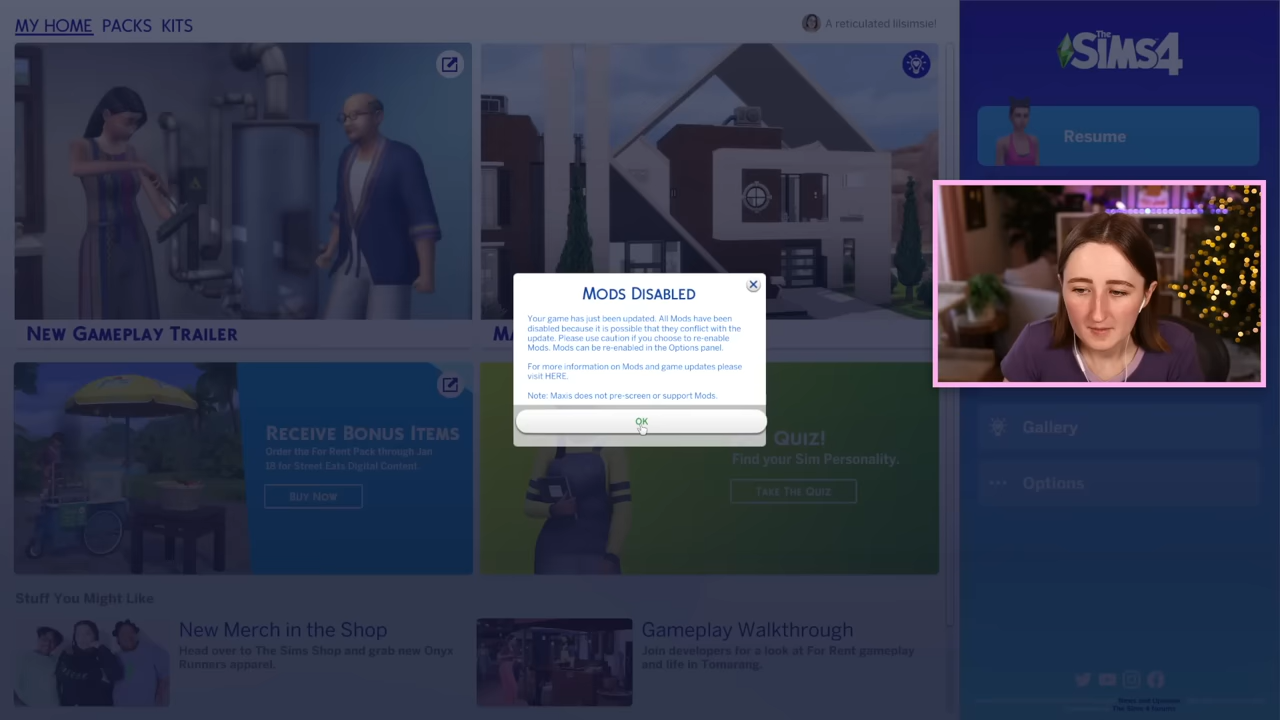 MY HOME PACKS KITS
A reticulated lilsimsie!
The SiMS4
Resume
NEW GAMEPLAY TRAILER
MODS DISABLED
Your game has just been updated. All Mods have been
disabled because it is possible that they conflict with the
update. Please use caution if you choose to re-enable
Mods. Mods can be re-enabled in the Options panel.
For more information on Mods and game updates please
visit HERE.
Note: Maxis does not pre-screen or support Mods.
OK
RECEIVE BONUS ITEMS
Order the For Rent Pack through Jan
18 for Street Eats Digital Content.
BUY NOW
QUIZ!
Find your Sim Personality.
TAKE THE QUIZ
Gallery
Options
Stuff You Might Like
New Merch in the Shop
Head over to The Sims Shop and grab new Onyx
Runners apparel.
Gameplay Walkthrough
Join developers for a look at For Rent gameplay
and life in Tomarang.